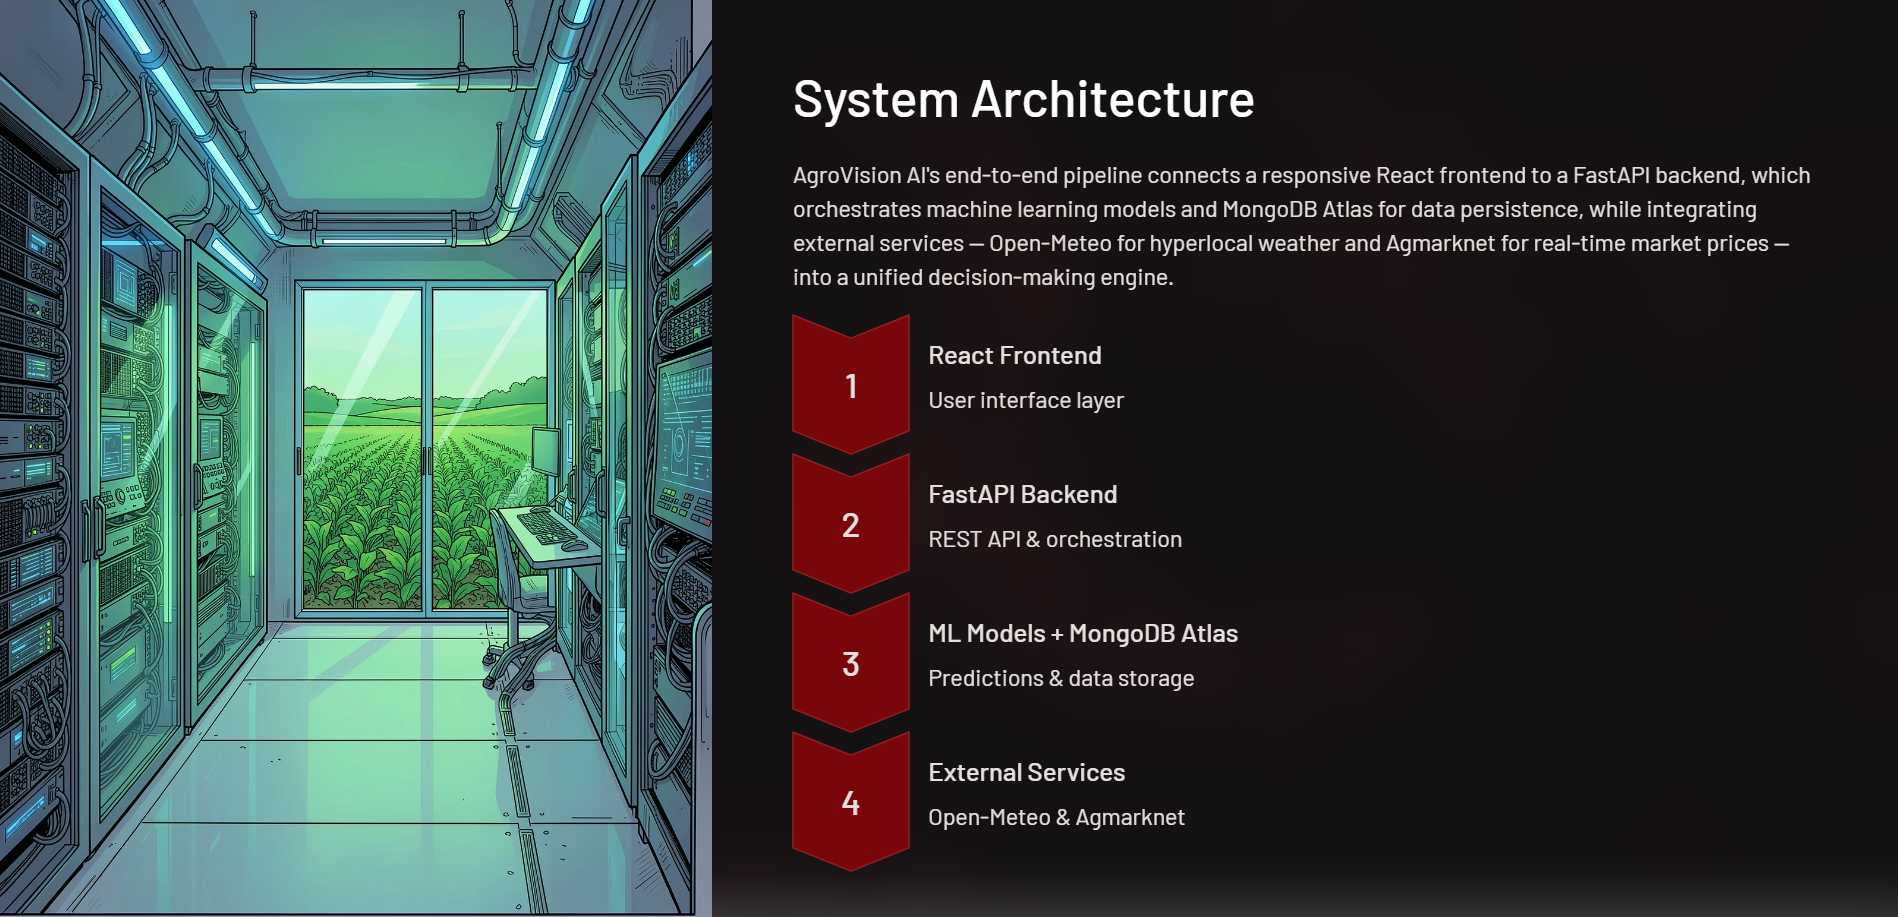 System Architecture
AgroVision AI's end-to-end pipeline connects a responsive React frontend to a FastAPI backend, which
orchestrates machine learning models and MongoDB Atlas for data persistence, while integrating
external services — Open-Meteo for hyperlocal weather and Agmarknet for real-time market prices —
into a unified decision-making engine.
1
React Frontend
User interface layer
2
FastAPI Backend
REST API & orchestration
3
ML Models + MongoDB Atlas
Predictions & data storage
4
External Services
Open-Meteo & Agmarknet